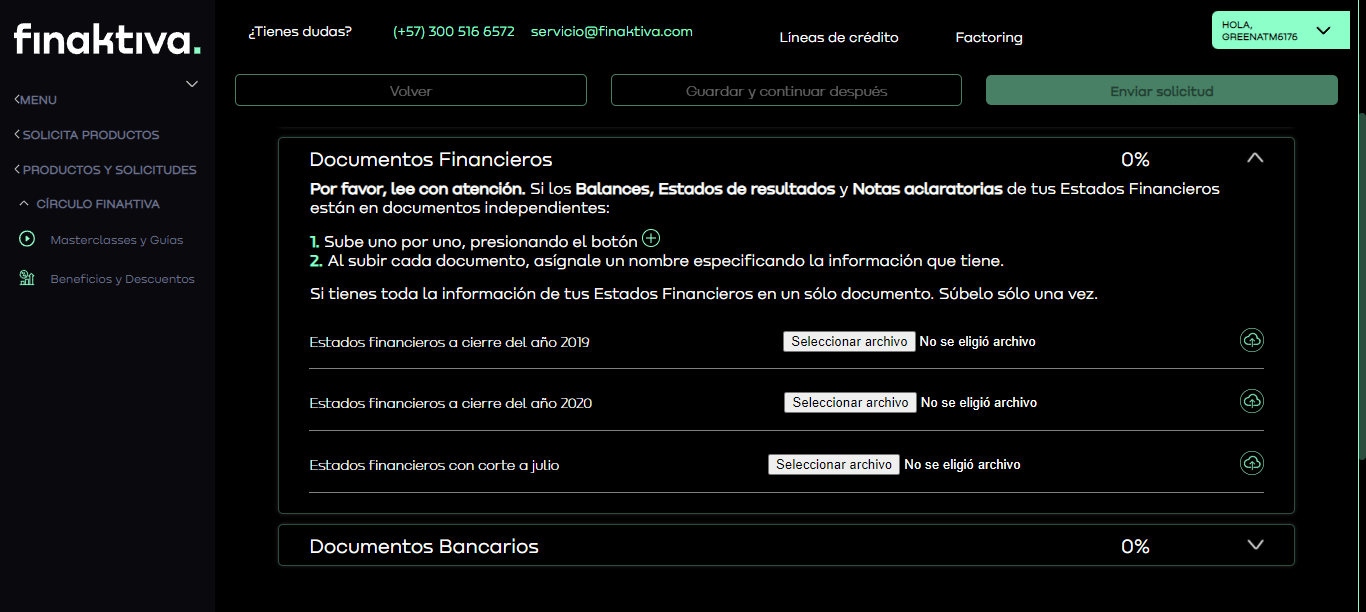 finaktiva.
¿Tienes dudas?
(+57) 300 516 6572
servicio@finaktiva.com
Líneas de crédito
Factoring
HOLA,
GREENATM6176
MENU
SOLICITA PRODUCTOS
PRODUCTOS Y SOLICITUDES
CÍRCULO FINAKTIVA
Masterclasses y Guías
Beneficios y Descuentos
Volver
Guardar y continuar después
Enviar solicitud
Documentos Financieros 0%
Por favor, lee con atención. Si los Balances, Estados de resultados y Notas aclaratorias de tus Estados Financieros
están en documentos independientes:
1. Sube uno por uno, presionando el botón
2. Al subir cada documento, asígnale un nombre especificando la información que tiene.
Si tienes toda la información de tus Estados Financieros en un sólo documento. Súbelo sólo una vez.
Estados financieros a cierre del año 2019 Seleccionar archivo No se eligió archivo
Estados financieros a cierre del año 2020 Seleccionar archivo No se eligió archivo
Estados financieros con corte a julio Seleccionar archivo No se eligió archivo
Documentos Bancarios 0%